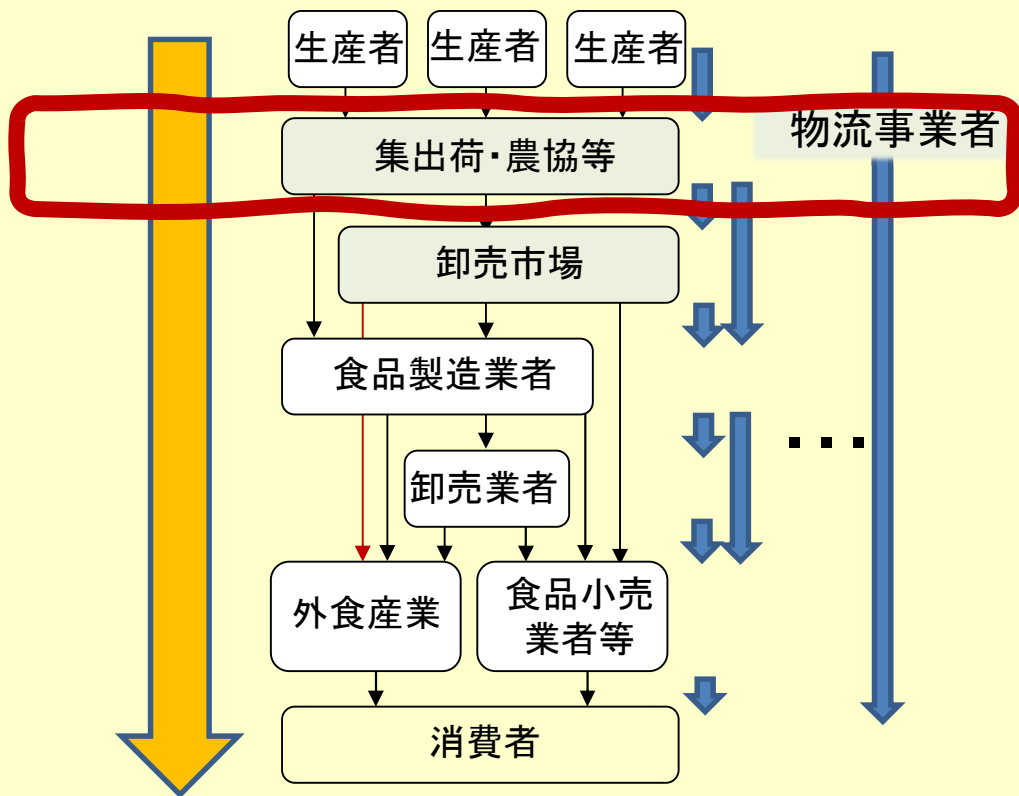 生産者
生産者
生産者
物流事業者
集出荷・農協等
卸売市場
食品製造業者
・・・
卸売業者
外食産業
食品小売
業者等
消費者